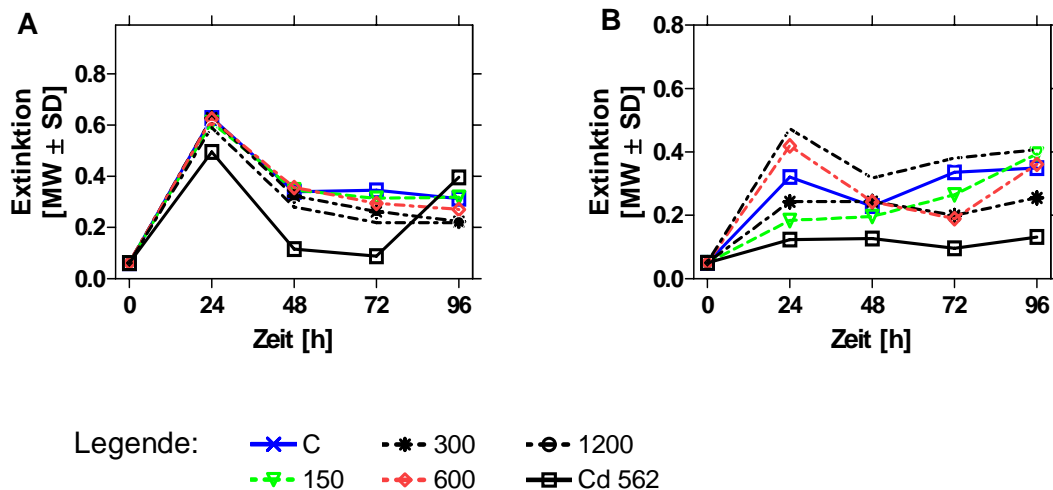 A
Extinktion
[MW ± SD]
0.8
0.6
0.4
0.2
0.0
0 24 48 72 96
Zeit [h]
B
Extinktion
[MW ± SD]
0.8
0.6
0.4
0.2
0.0
0 24 48 72 96
Zeit [h]
Legende: C 300 1200
150 600 Cd 562